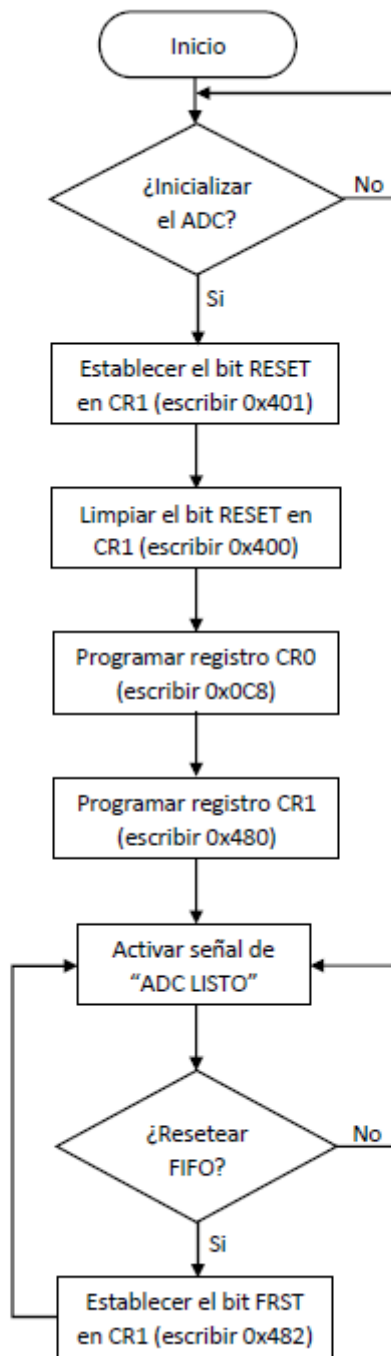 Inicio
¿Inicializar
el ADC?
No
Si
Establecer el bit RESET
en CR1 (escribir 0x401)
Limpiar el bit RESET en
CR1 (escribir 0x400)
Programar registro CR0
(escribir 0x0C8)
Programar registro CR1
(escribir 0x480)
Activar señal de
“ADC LISTO”
¿Resetear
FIFO?
No
Si
Establecer el bit FRST
en CR1 (escribir 0x482)